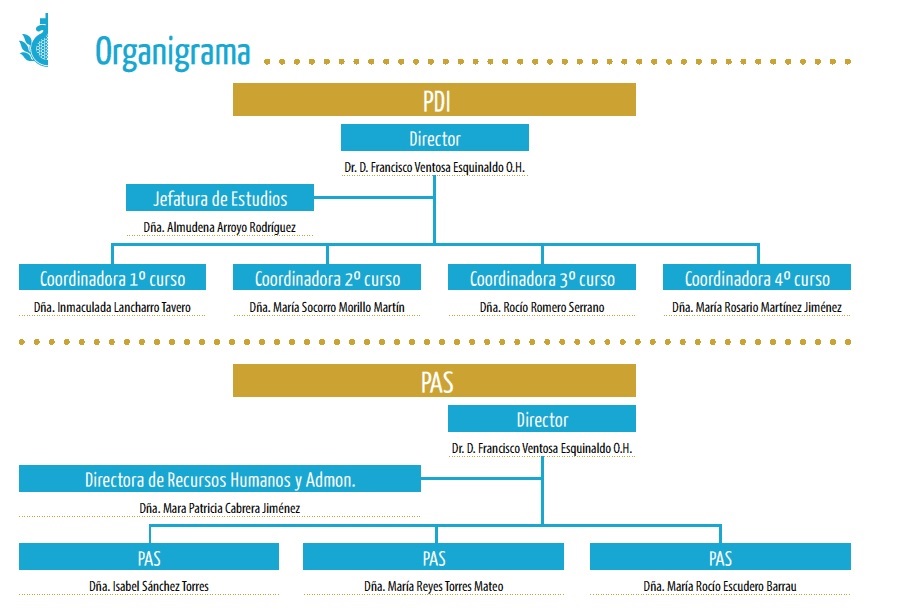 Organigrama
PDI
Director
Dr. D. Francisco Ventosa Esquinaldo O.H.
Jefatura de Estudios
Dña. Almudena Arroyo Rodríguez
Coordinadora 1º curso
Dña. Inmaculada Lancharro Tavero
Coordinadora 2º curso
Dña. María Socorro Morillo Martín
Coordinadora 3º curso
Dña. Rocío Romero Serrano
Coordinadora 4º curso
Dña. María Rosario Martínez Jiménez
PAS
Director
Dr. D. Francisco Ventosa Esquinaldo O.H.
Directora de Recursos Humanos y Admon.
Dña. Mara Patricia Cabrera Jiménez
PAS
Dña. Isabel Sánchez Torres
PAS
Dña. María Reyes Torres Mateo
PAS
Dña. María Rocío Escudero Barrau